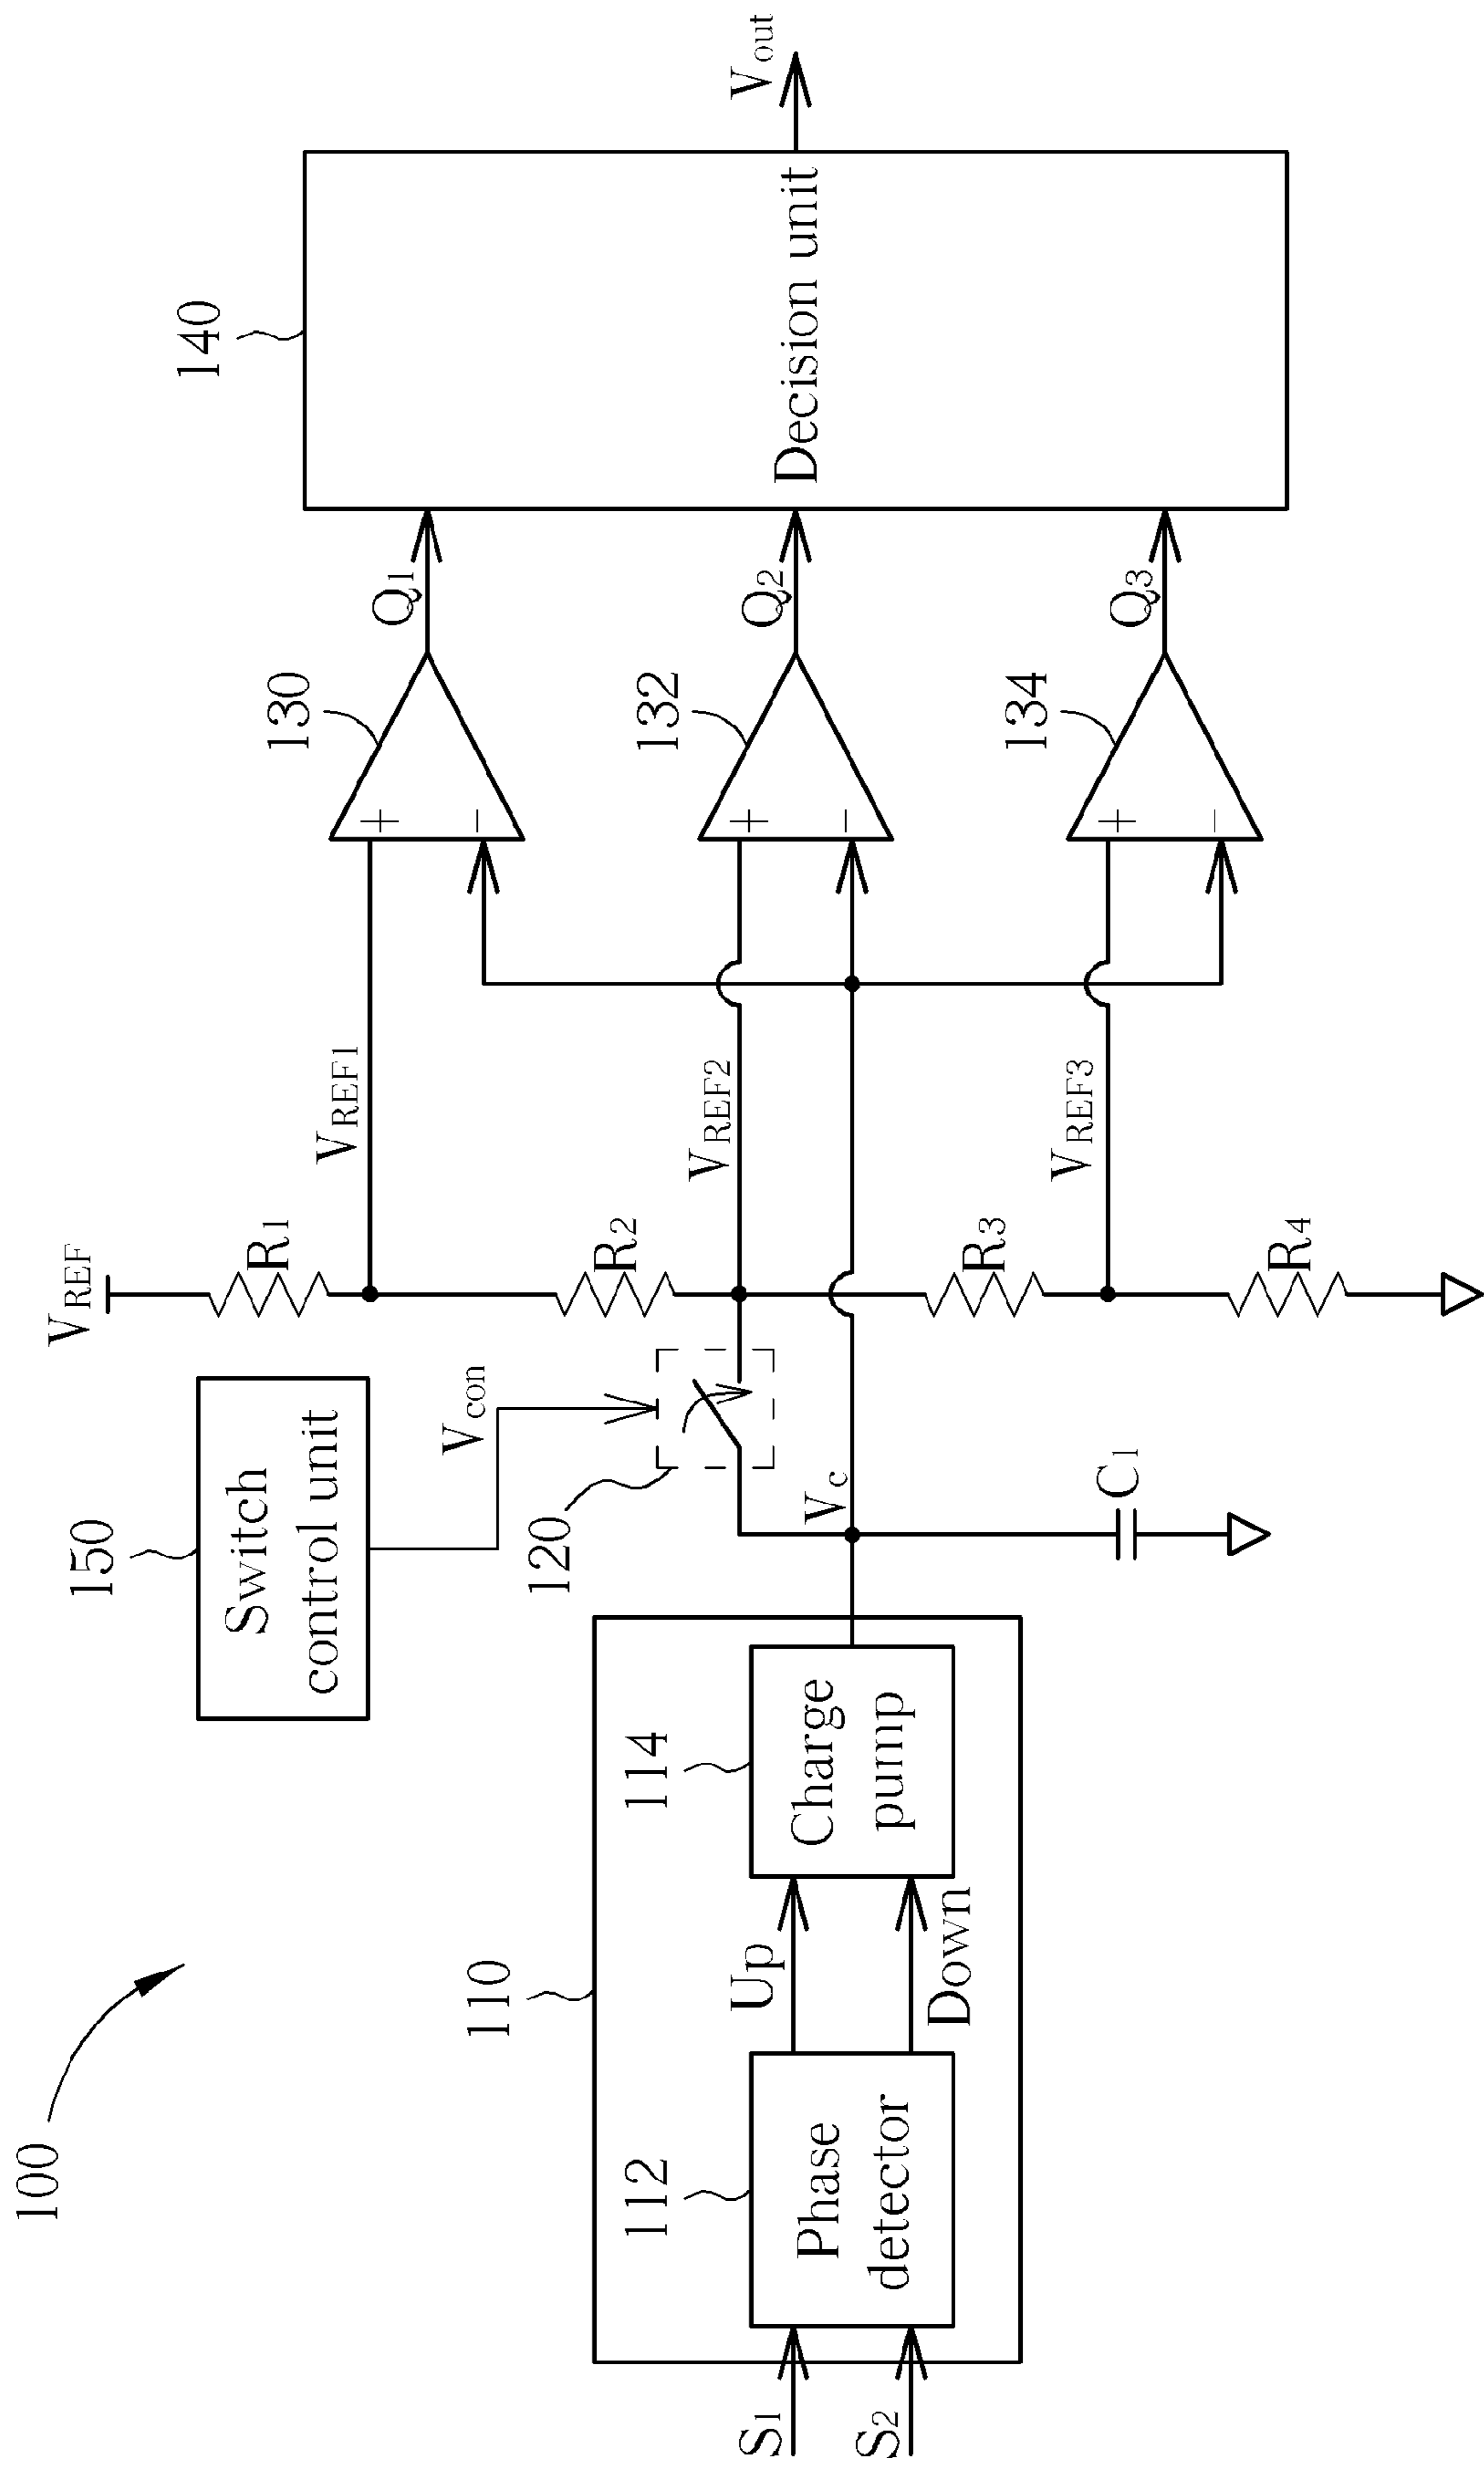 100
150
Switch
control unit
VREF
R1
VREF1
130
+
−
Q1
140
Vcon
120
R2
VREF2
132
+
−
Q2
Decision unit
Vout
110
112
Phase
detector
S1
S2
Up
Down
114
Charge
pump
Vc
C1
R3
VREF3
134
+
−
Q3
R4